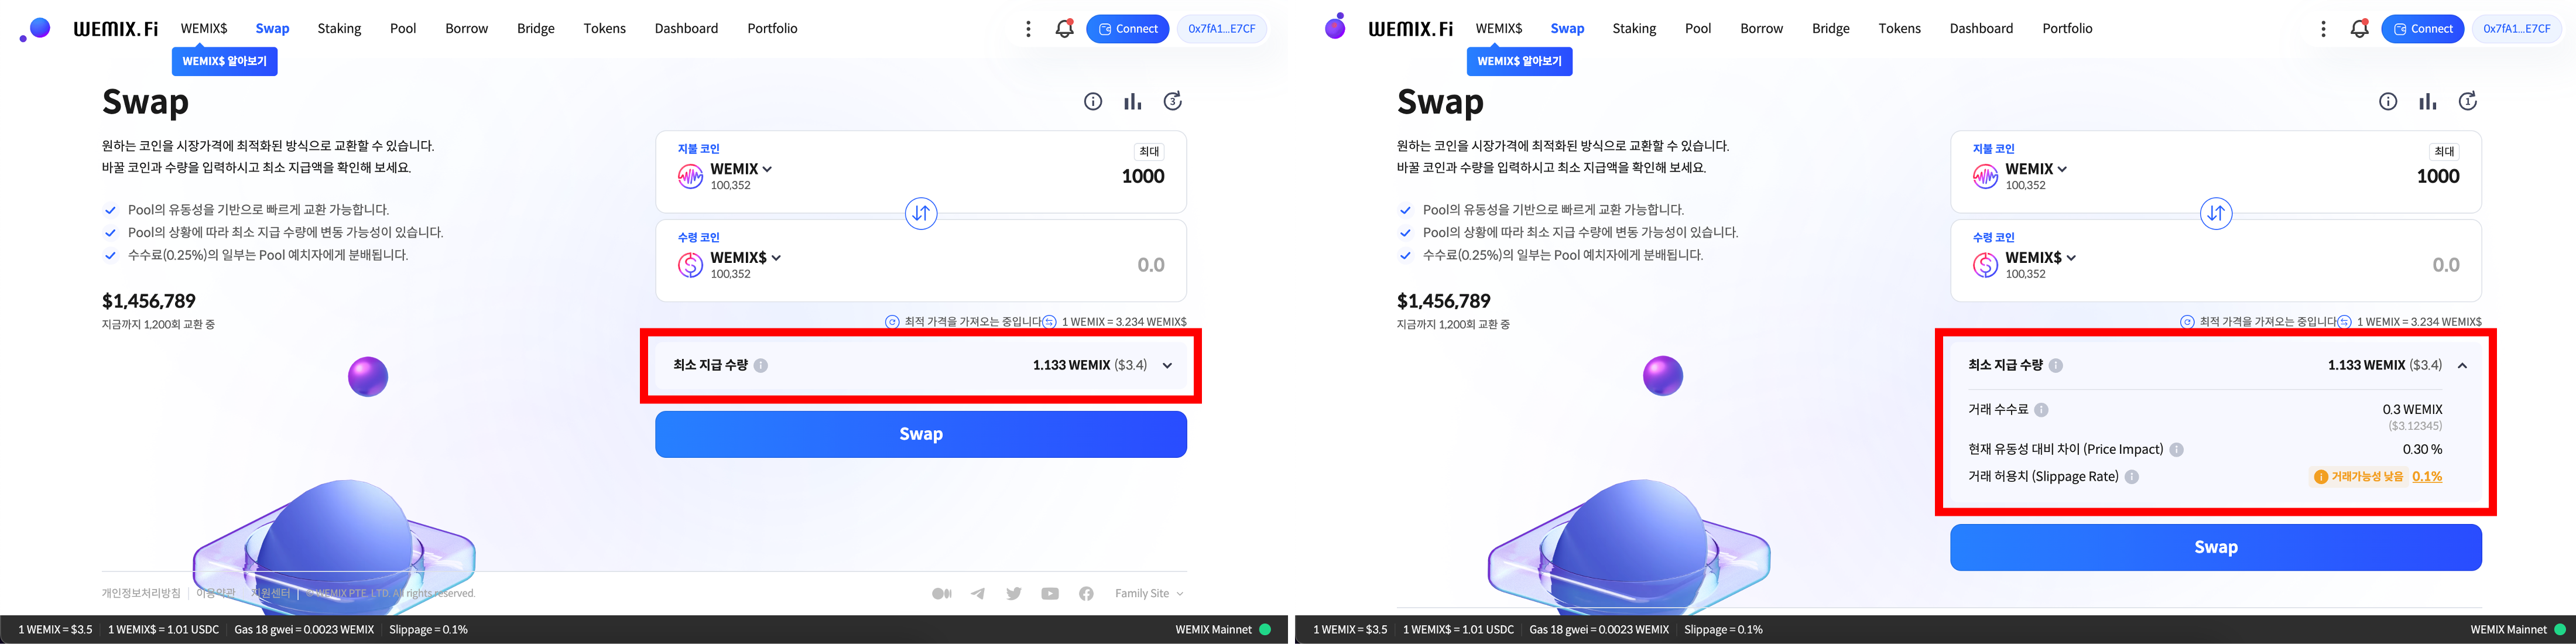 WEMIX.Fi WEMIX$ Swap Staking Pool Borrow Bridge Tokens Dashboard Portfolio Connect 0x7fA1...E7CF
WEMIX$ 알아보기
Swap
3
원하는 코인을 시장가격에 최적화된 방식으로 교환할 수 있습니다.
바꿀 코인과 수량을 입력하시고 최소 지급액을 확인해 보세요.
Pool의 유동성을 기반으로 빠르게 교환 가능합니다.
Pool의 상황에 따라 최소 지급 수량에 변동 가능성이 있습니다.
수수료(0.25%)의 일부는 Pool 예치자에게 분배됩니다.
$1,456,789
지금까지 1,200회 교환 중
지불 코인
최대
WEMIX
1000
100,352
수령 코인
WEMIX$
0.0
100,352
최적 가격을 가져오는 중입니다 1 WEMIX = 3.234 WEMIX$
최소 지급 수량 1.133 WEMIX ($3.4)
Swap
개인정보처리방침 이용약관 지원센터 © WEMIX PTE. LTD. All rights reserved.
Family Site
1 WEMIX = $3.5 1 WEMIX$ = 1.01 USDC Gas 18 gwei = 0.0023 WEMIX Slippage = 0.1% WEMIX Mainnet
WEMIX.Fi WEMIX$ Swap Staking Pool Borrow Bridge Tokens Dashboard Portfolio Connect 0x7fA1...E7CF
WEMIX$ 알아보기
Swap
1
원하는 코인을 시장가격에 최적화된 방식으로 교환할 수 있습니다.
바꿀 코인과 수량을 입력하시고 최소 지급액을 확인해 보세요.
Pool의 유동성을 기반으로 빠르게 교환 가능합니다.
Pool의 상황에 따라 최소 지급 수량에 변동 가능성이 있습니다.
수수료(0.25%)의 일부는 Pool 예치자에게 분배됩니다.
$1,456,789
지금까지 1,200회 교환 중
지불 코인
최대
WEMIX
1000
100,352
수령 코인
WEMIX$
0.0
100,352
최적 가격을 가져오는 중입니다 1 WEMIX = 3.234 WEMIX$
최소 지급 수량 1.133 WEMIX ($3.4)
거래 수수료 0.3 WEMIX
($3.12345)
현재 유동성 대비 차이 (Price Impact) 0.30 %
거래 허용치 (Slippage Rate) 거래가능성 낮음 0.1%
Swap
1 WEMIX = $3.5 1 WEMIX$ = 1.01 USDC Gas 18 gwei = 0.0023 WEMIX Slippage = 0.1% WEMIX Mainnet